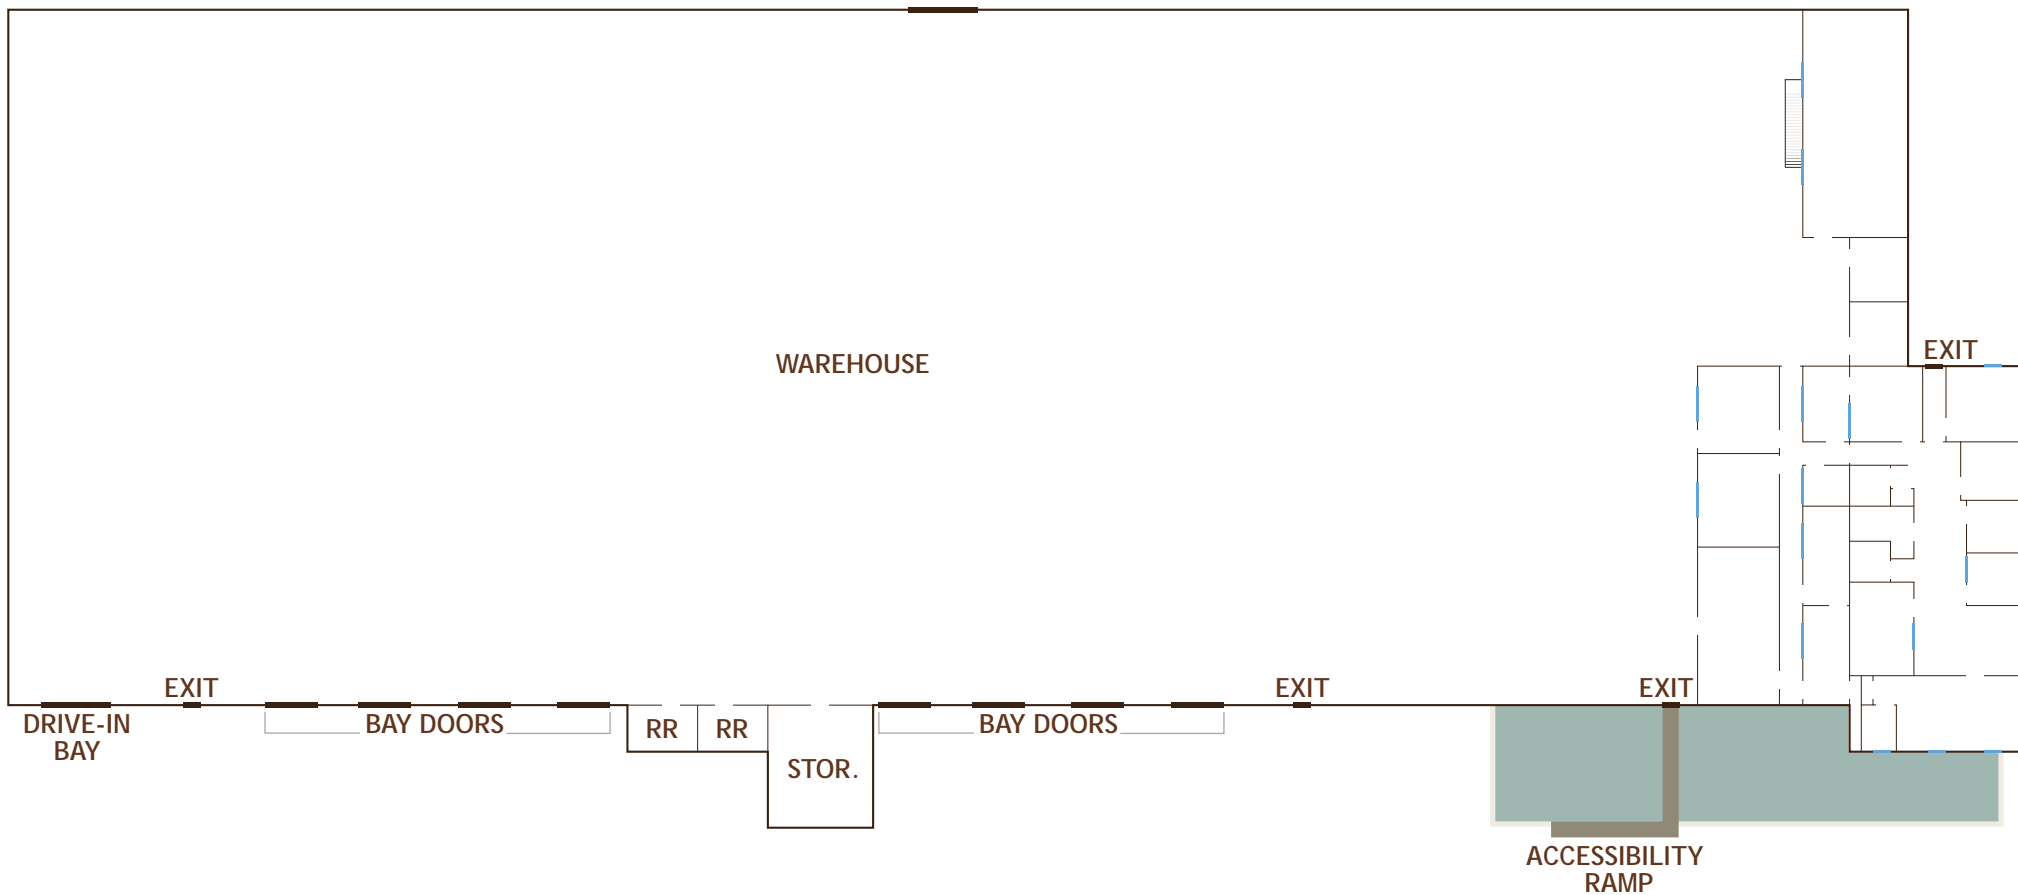 WAREHOUSE
EXIT
EXIT
EXIT
EXIT
DRIVE-IN
BAY
BAY DOORS
RR
RR
BAY DOORS
STOR.
ACCESSIBILITY
RAMP